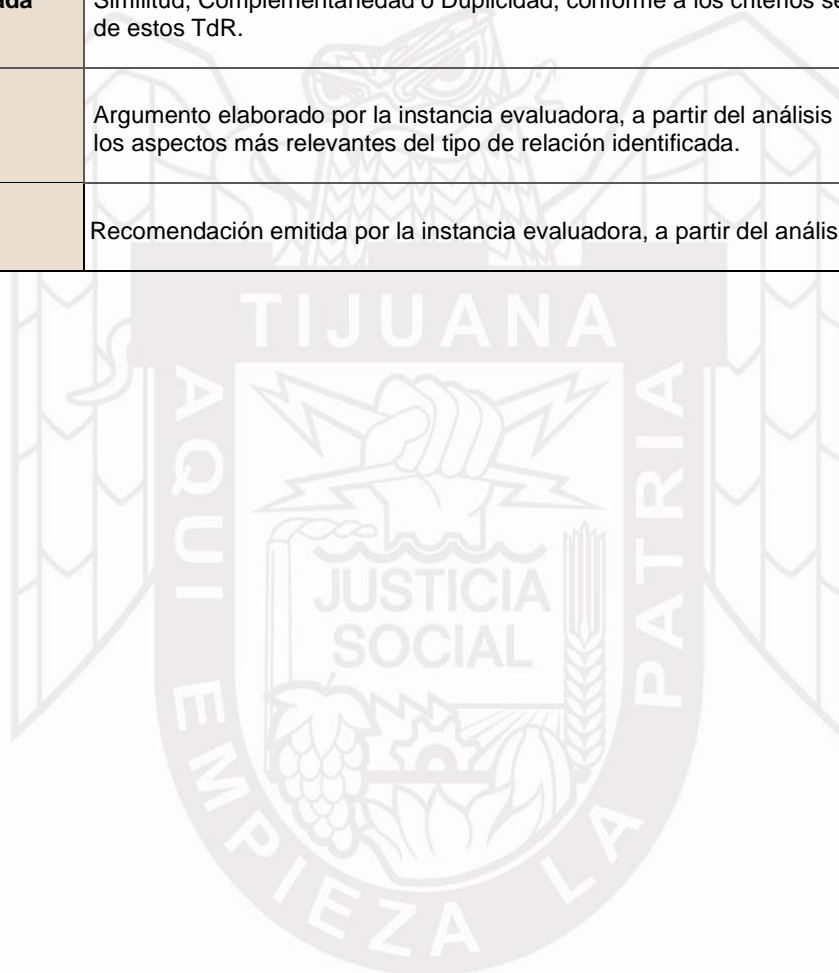 Similitud, Complementariedad o Duplicidad, conforme a los criterios
de estos TdR.
Argumento elaborado por la instancia evaluadora, a partir del análisis
los aspectos más relevantes del tipo de relación identificada.
Recomendación emitida por la instancia evaluadora, a partir del
TIJUANA
AQUI EMPIEZA LA PATRIA
JUSTICIA
SOCIAL